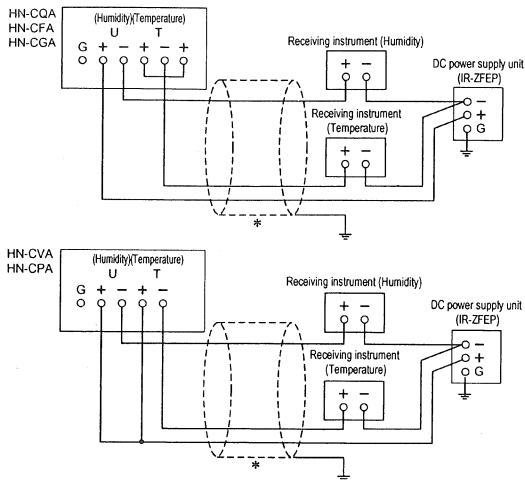 HN-CQA
HN-CFA
HN-CGA
(Humidity)(Temperature)
U T
G + − + − +
Receiving instrument (Humidity)
+ −
DC power supply unit
(IR-ZFEP)
−
+
G
Receiving instrument
(Temperature)
+ −
*
HN-CVA
HN-CPA
(Humidity)(Temperature)
U T
G + − + −
Receiving instrument (Humidity)
+ −
DC power supply unit
(IR-ZFEP)
−
+
G
Receiving instrument
(Temperature)
+ −
*